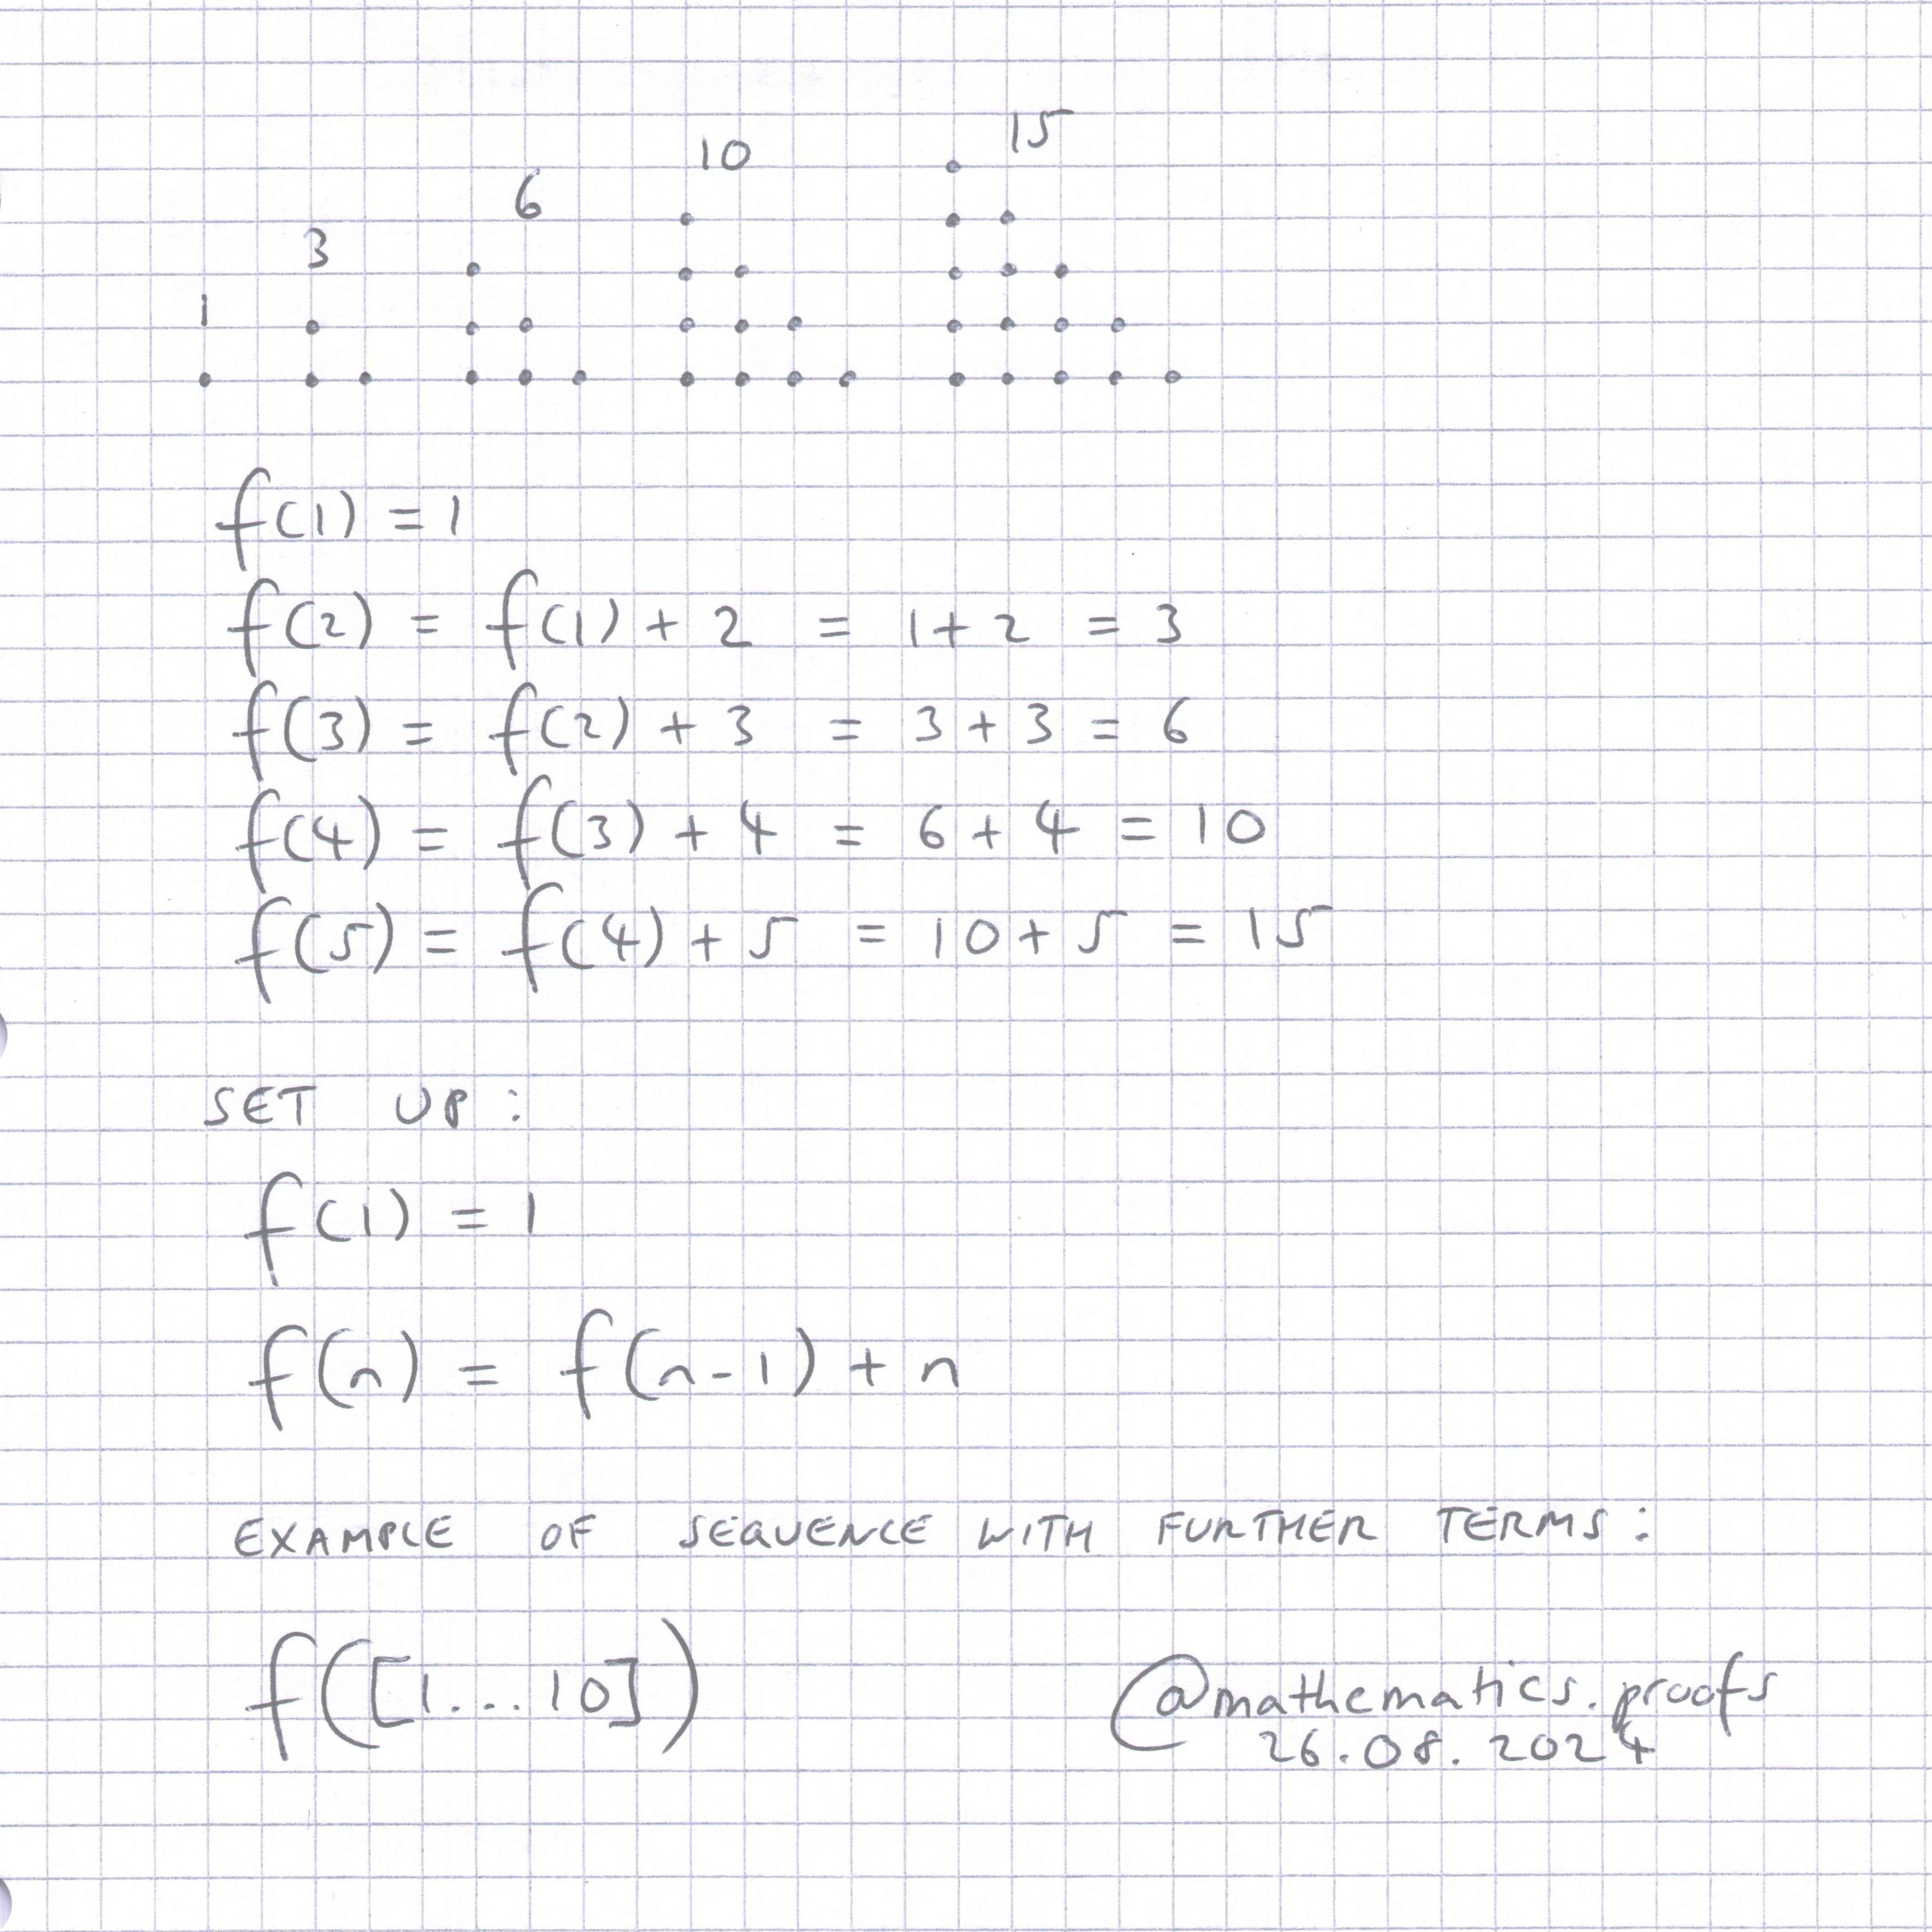 1 3 6 10 15
f(1) = 1
f(2) = f(1) + 2 = 1 + 2 = 3
f(3) = f(2) + 3 = 3 + 3 = 6
f(4) = f(3) + 4 = 6 + 4 = 10
f(5) = f(4) + 5 = 10 + 5 = 15
SET UP:
f(1) = 1
f(n) = f(n-1) + n
EXAMPLE OF SEQUENCE WITH FURTHER TERMS:
f([1...10])
@mathematics.proofs
26.08.2024